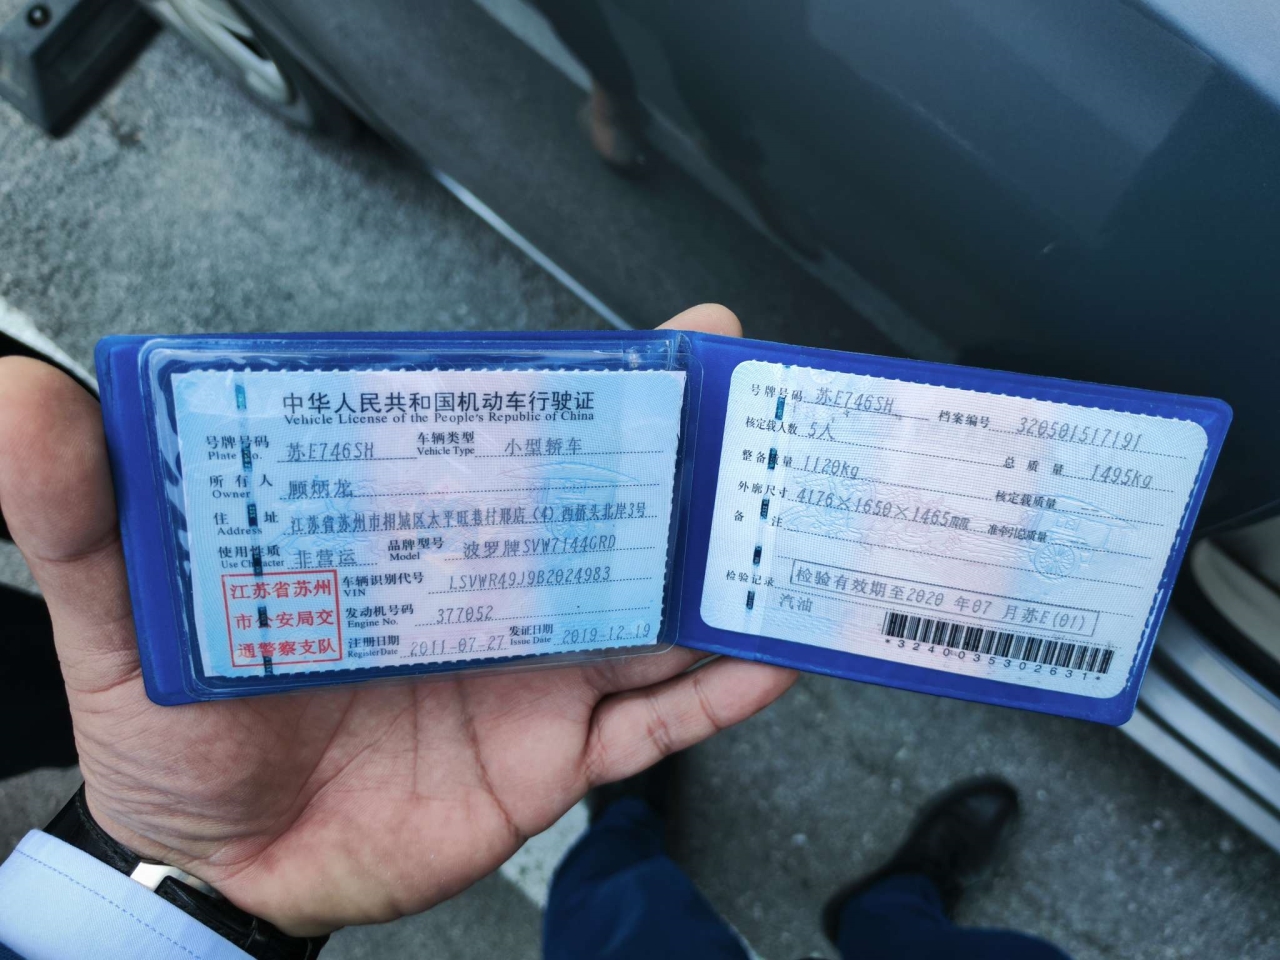 中华人民共和国机动车行驶证
Vehicle License of the People's Republic of China
号牌号码 苏E746SH 车辆类型 小型轿车
Plate No. Vehicle Type
所有人 顾炳龙
Owner
住址 江苏省苏州市相城区太平旺巷村邢店(4)西桥头北岸3号
Address
使用性质 非营运 品牌型号 波罗牌SVW7144GRD
Use Character Model
江苏省苏州
市公安局交
通警察支队
车辆识别代号 LSVWR49J9B2024983
VIN
发动机号码 377052
Engine No.
注册日期 2011-07-27 发证日期 2019-12-19
Register Date Issue Date
号牌号码 苏E746SH 档案编号 320501517191
核定载人数 5人 总质量 1495kg
整备质量 1120kg 核定载质量
外廓尺寸 4176×1650×1465mm 准牵引总质量
备注
检验记录 检验有效期至2020年07月苏E(01)
汽油
*3240035302631*